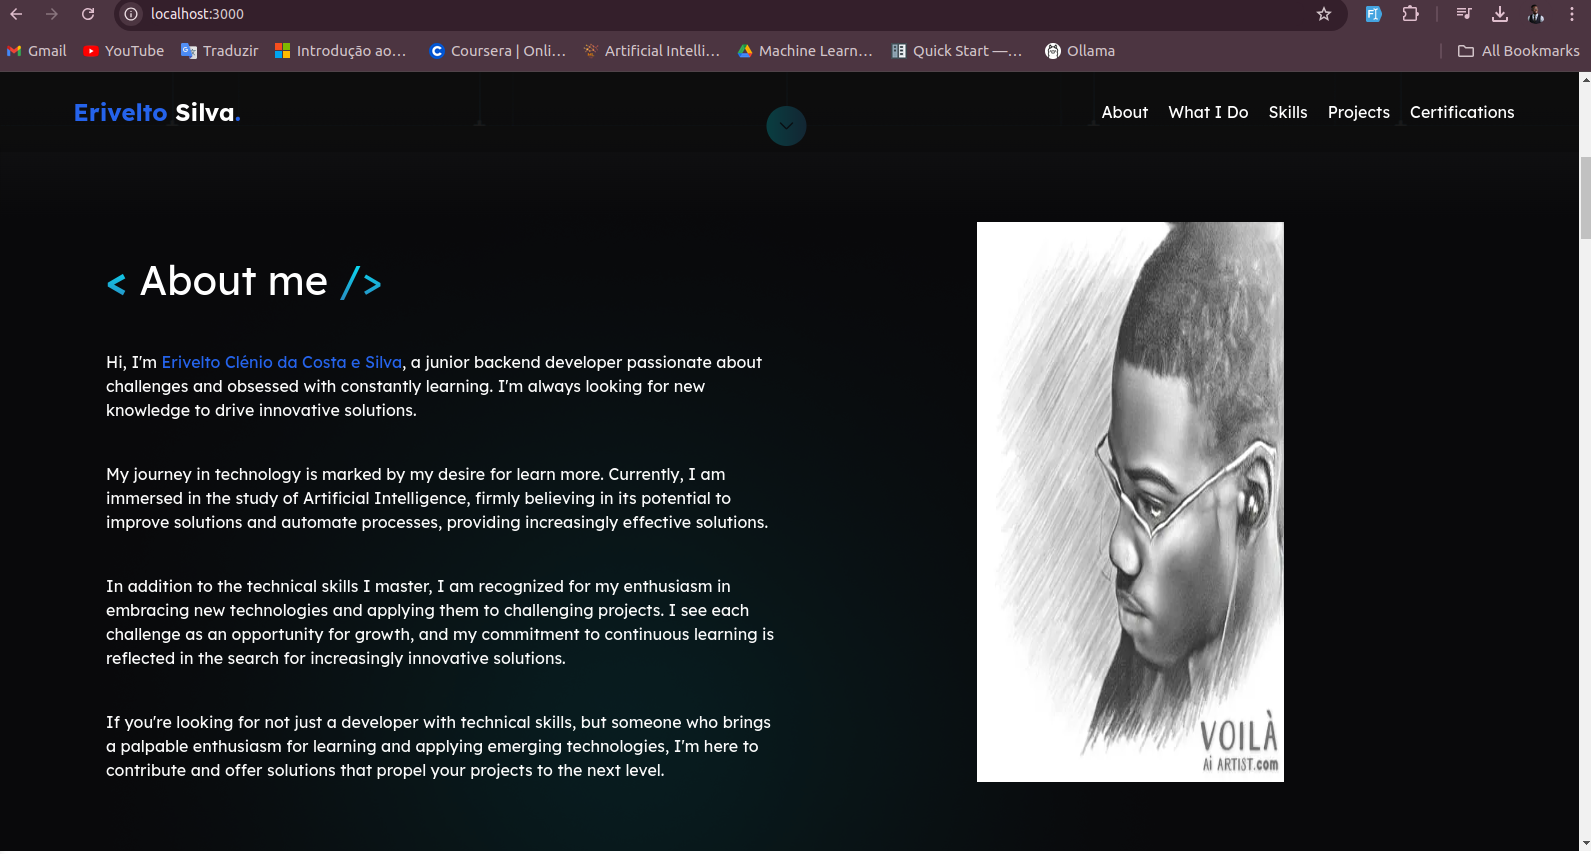 localhost:3000
Gmail
YouTube
Traduzir
Introdução ao...
Coursera | Onli...
Artificial Intelli...
Machine Learn...
Quick Start —...
Ollama
All Bookmarks
Erivelto Silva.
About
What I Do
Skills
Projects
Certifications
< About me />
Hi, I'm Erivelto Clénio da Costa e Silva, a junior backend developer passionate about
challenges and obsessed with constantly learning. I'm always looking for new
knowledge to drive innovative solutions.
My journey in technology is marked by my desire for learn more. Currently, I am
immersed in the study of Artificial Intelligence, firmly believing in its potential to
improve solutions and automate processes, providing increasingly effective solutions.
In addition to the technical skills I master, I am recognized for my enthusiasm in
embracing new technologies and applying them to challenging projects. I see each
challenge as an opportunity for growth, and my commitment to continuous learning is
reflected in the search for increasingly innovative solutions.
If you're looking for not just a developer with technical skills, but someone who brings
a palpable enthusiasm for learning and applying emerging technologies, I'm here to
contribute and offer solutions that propel your projects to the next level.
VOILÀ
Ai ARTIST.com